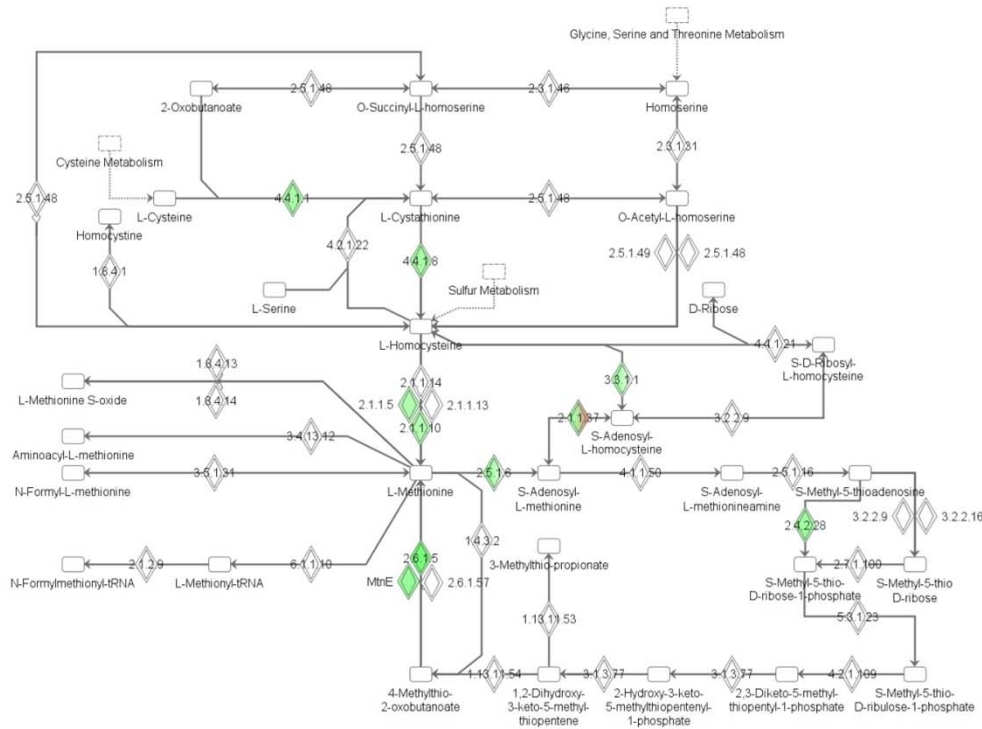 Glycine, Serine and Threonine Metabolism
2.5.1.48
2.3.1.46
2-Oxobutanoate
O-Succinyl-L-homoserine
Homoserine
2.5.1.48
2.3.1.31
Cysteine Metabolism
2.5.1.48
4.4.1.1
2.5.1.48
L-Cysteine
L-Cystathionine
O-Acetyl-L-homoserine
Homocystine
4.2.1.22
2.5.1.49
2.5.1.48
1.8.4.1
4.4.1.8
Sulfur Metabolism
L-Serine
D-Ribose
L-Homocysteine
4.4.1.21
S-D-Ribosyl-
L-homocysteine
1.8.4.13
2.1.1.14
3.3.1.1
L-Methionine S-oxide
1.8.4.14
2.1.1.5
2.1.1.13
2.1.1.10
2.1.1.37
3.2.2.9
S-Adenosyl-
L-homocysteine
3.4.13.12
Aminoacyl-L-methionine
3.5.1.31
2.5.1.6
4.1.1.50
2.5.1.16
N-Formyl-L-methionine
L-Methionine
S-Adenosyl-
L-methionine
S-Adenosyl-
L-methionineamine
S-Methyl-5-thioadenosine
2.4.2.28
3.2.2.9
3.2.2.16
1.4.3.2
2.1.2.9
6.1.1.10
2.6.1.5
2.7.1.100
N-Formylmethionyl-tRNA
L-Methionyl-tRNA
MtnE
2.6.1.57
3-Methylthio-propionate
S-Methyl-5-thio-
D-ribose-1-phosphate
S-Methyl-5-thio
D-ribose
1.13.11.53
5.3.1.23
1.13.11.54
3.1.3.77
3.1.3.77
4.2.1.109
4-Methylthio-
2-oxobutanoate
1,2-Dihydroxy-
3-keto-5-methyl-
thiopentene
2-Hydroxy-3-keto-
5-methylthiopentenyl-
1-phosphate
2,3-Diketo-5-methyl-
thiopentyl-1-phosphate
S-Methyl-5-thio-
D-ribulose-1-phosphate